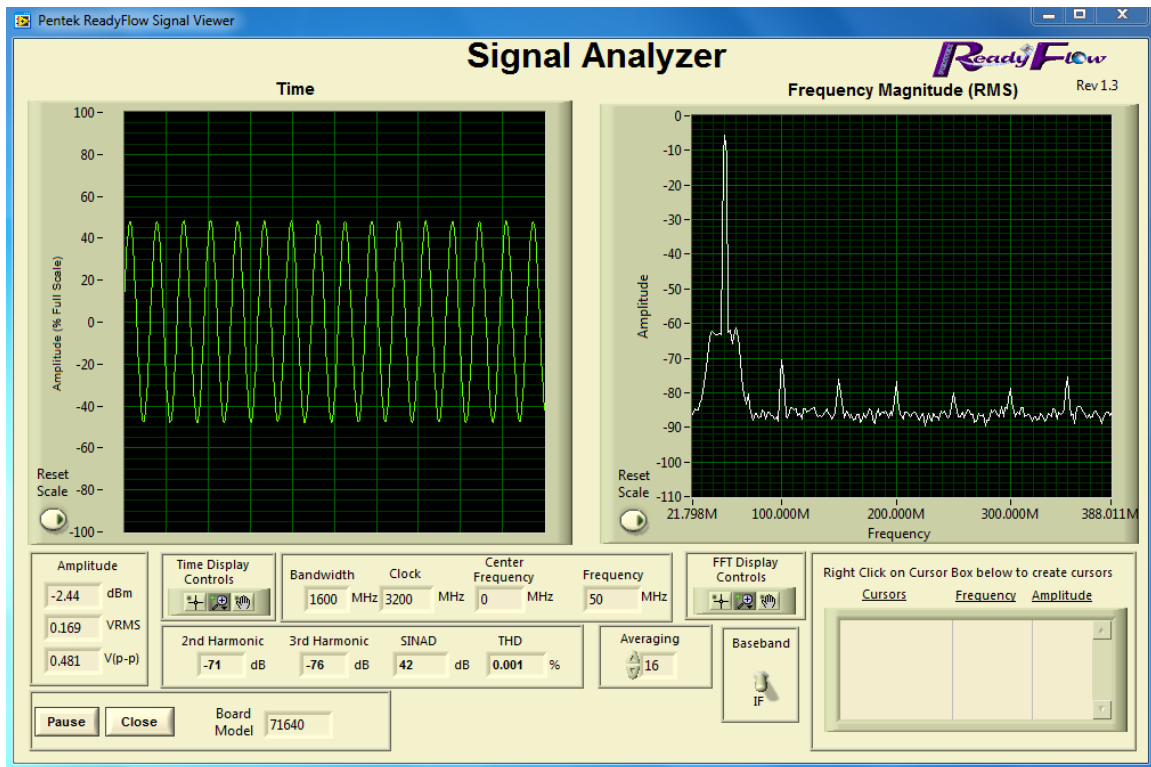 Pentek ReadyFlow Signal Viewer
Signal Analyzer
PENTEK ReadyFlow
Rev 1.3
Time
Amplitude (% Full Scale)
100
80
60
40
20
0
-20
-40
-60
-80
-100
Reset
Scale
Frequency Magnitude (RMS)
Amplitude
0
-10
-20
-30
-40
-50
-60
-70
-80
-90
-100
-110
Reset
Scale
21.798M 100.000M 200.000M 300.000M 388.011M
Frequency
Amplitude
-2.44 dBm
0.169 VRMS
0.481 V(p-p)
Time Display
Controls
Bandwidth
1600 MHz
Clock
3200 MHz
Center
Frequency
0 MHz
Frequency
50 MHz
2nd Harmonic
-71 dB
3rd Harmonic
-76 dB
SINAD
42 dB
THD
0.001 %
FFT Display
Controls
Averaging
16
Baseband
IF
Right Click on Cursor Box below to create cursors
Cursors Frequency Amplitude
Pause
Close
Board
Model
71640